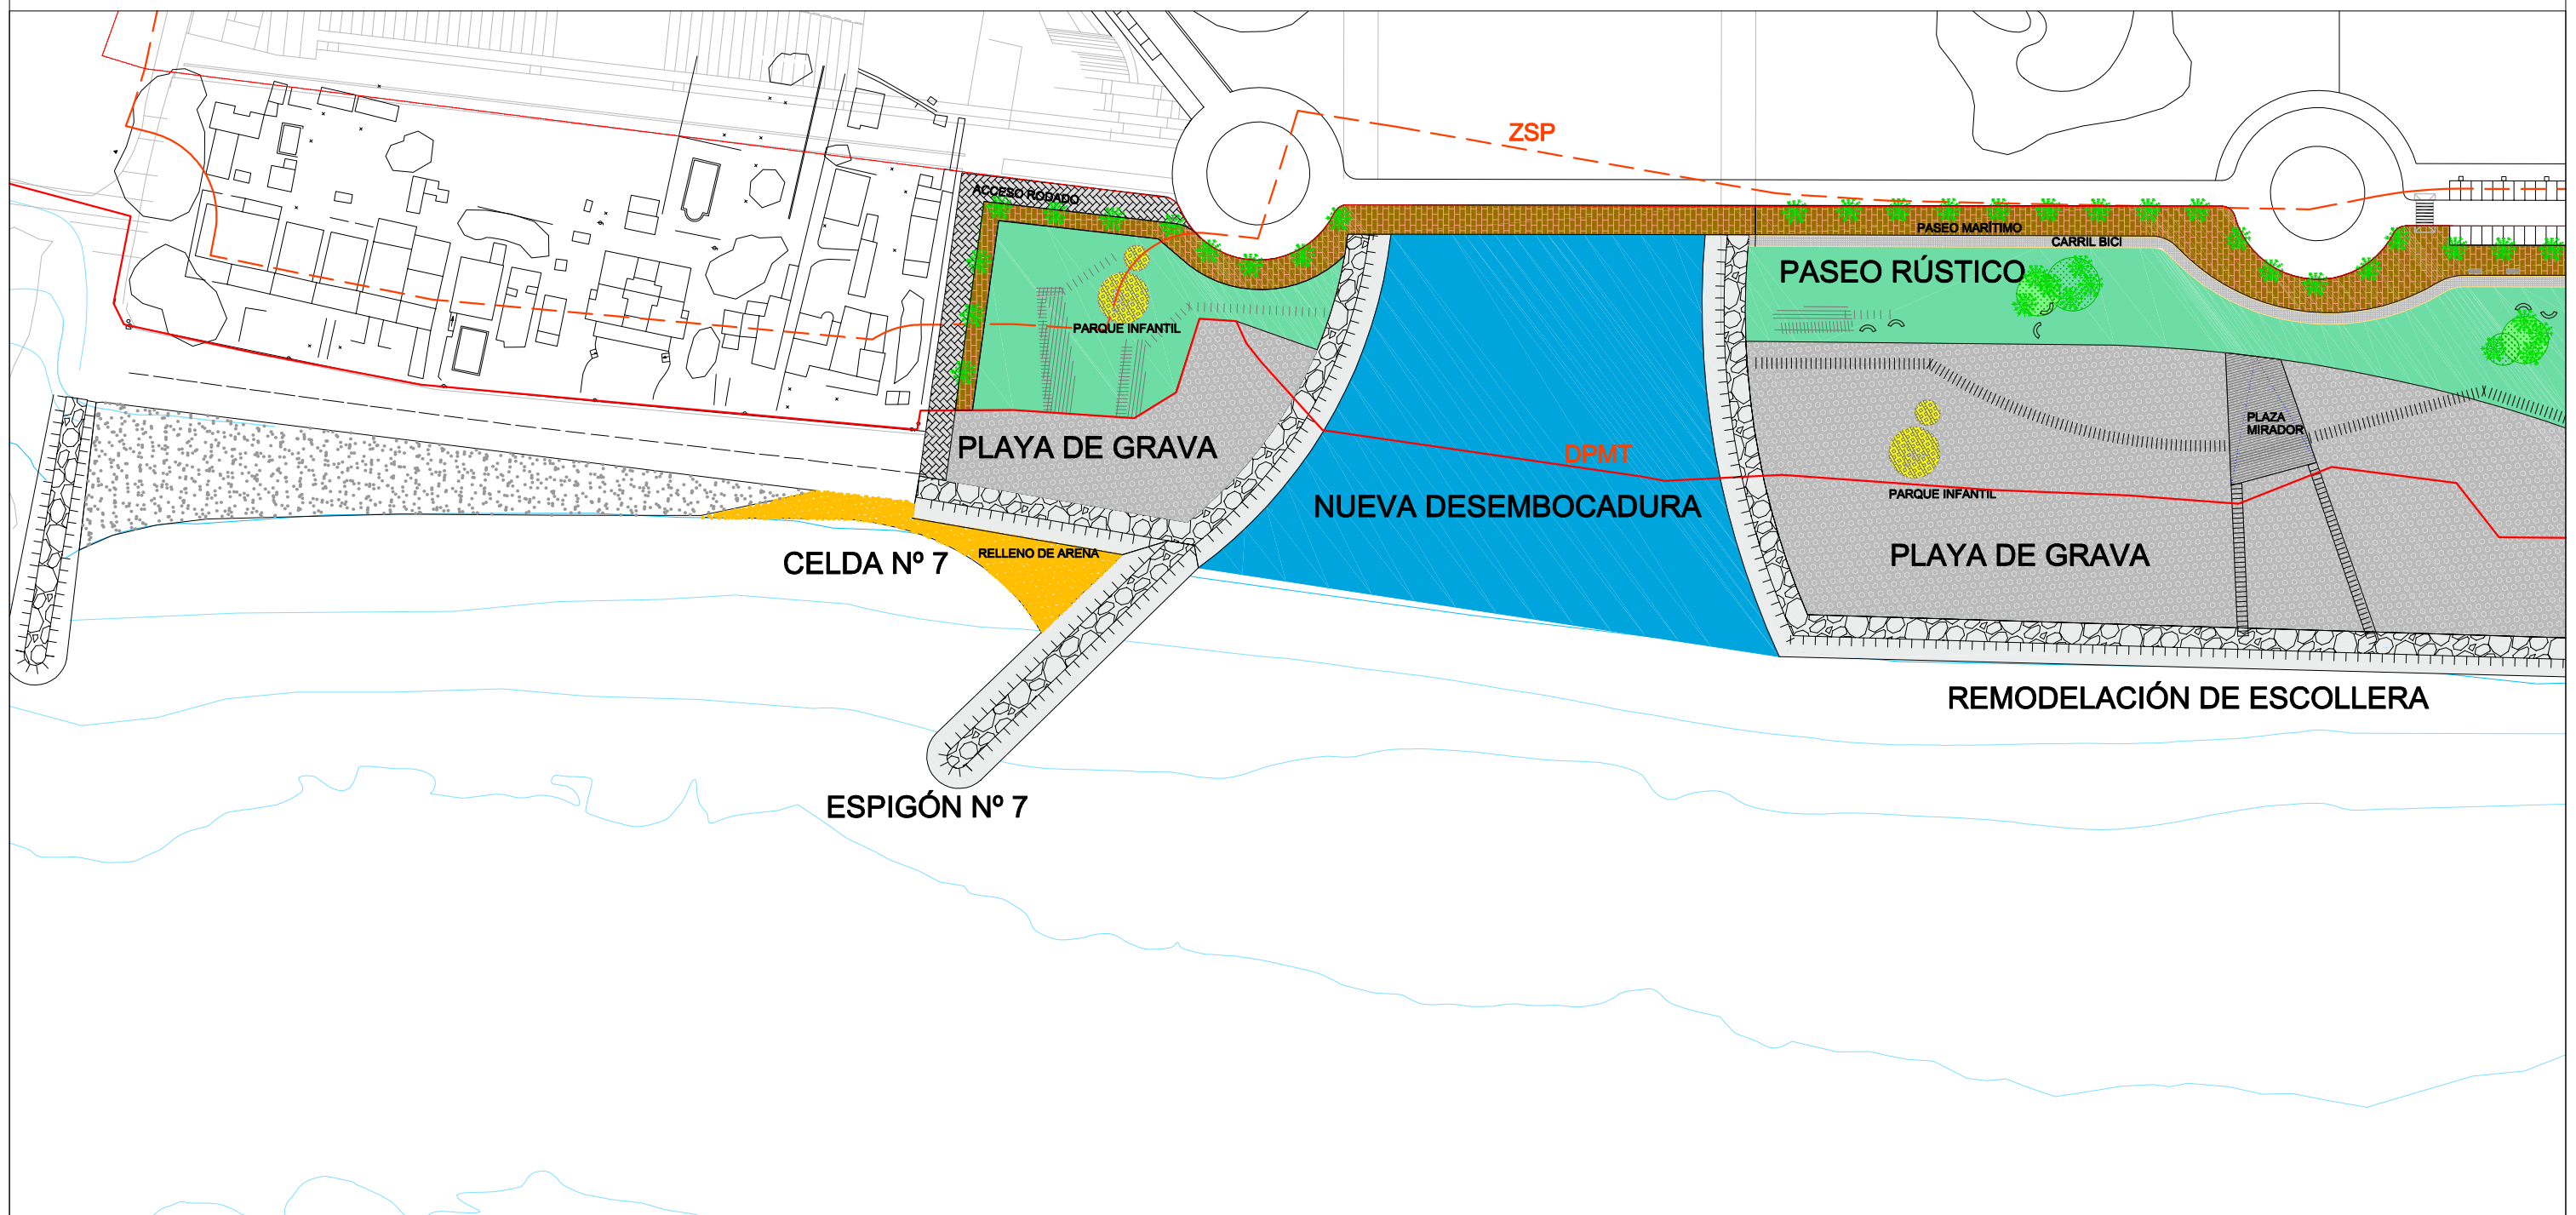 ZSP
ACCESO RODADO
PASEO MARÍTIMO
CARRIL BICI
PASEO RÚSTICO
PARQUE INFANTIL
PLAZA
MIRADOR
PLAYA DE GRAVA
DPMT
PARQUE INFANTIL
NUEVA DESEMBOCADURA
RELLENO DE ARENA
PLAYA DE GRAVA
CELDA Nº 7
REMODELACIÓN DE ESCOLLERA
ESPIGÓN Nº 7